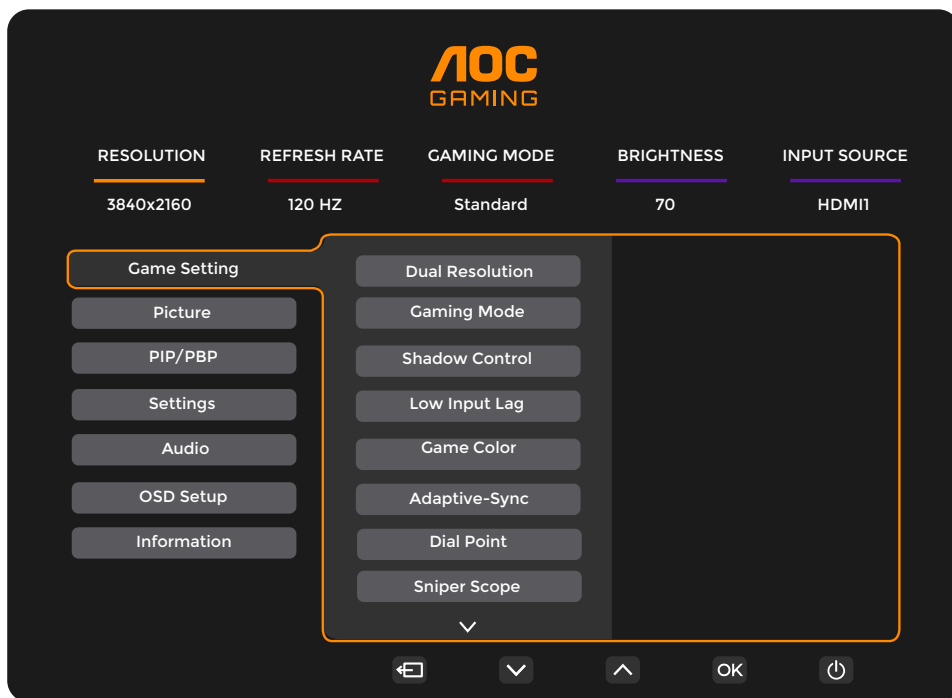 AOC
GAMING
RESOLUTION REFRESH RATE GAMING MODE BRIGHTNESS INPUT SOURCE
3840x2160 120 HZ Standard 70 HDMI1
Game Setting
Picture
PIP/PBP
Settings
Audio
OSD Setup
Information
Dual Resolution
Gaming Mode
Shadow Control
Low Input Lag
Game Color
Adaptive-Sync
Dial Point
Sniper Scope
OK